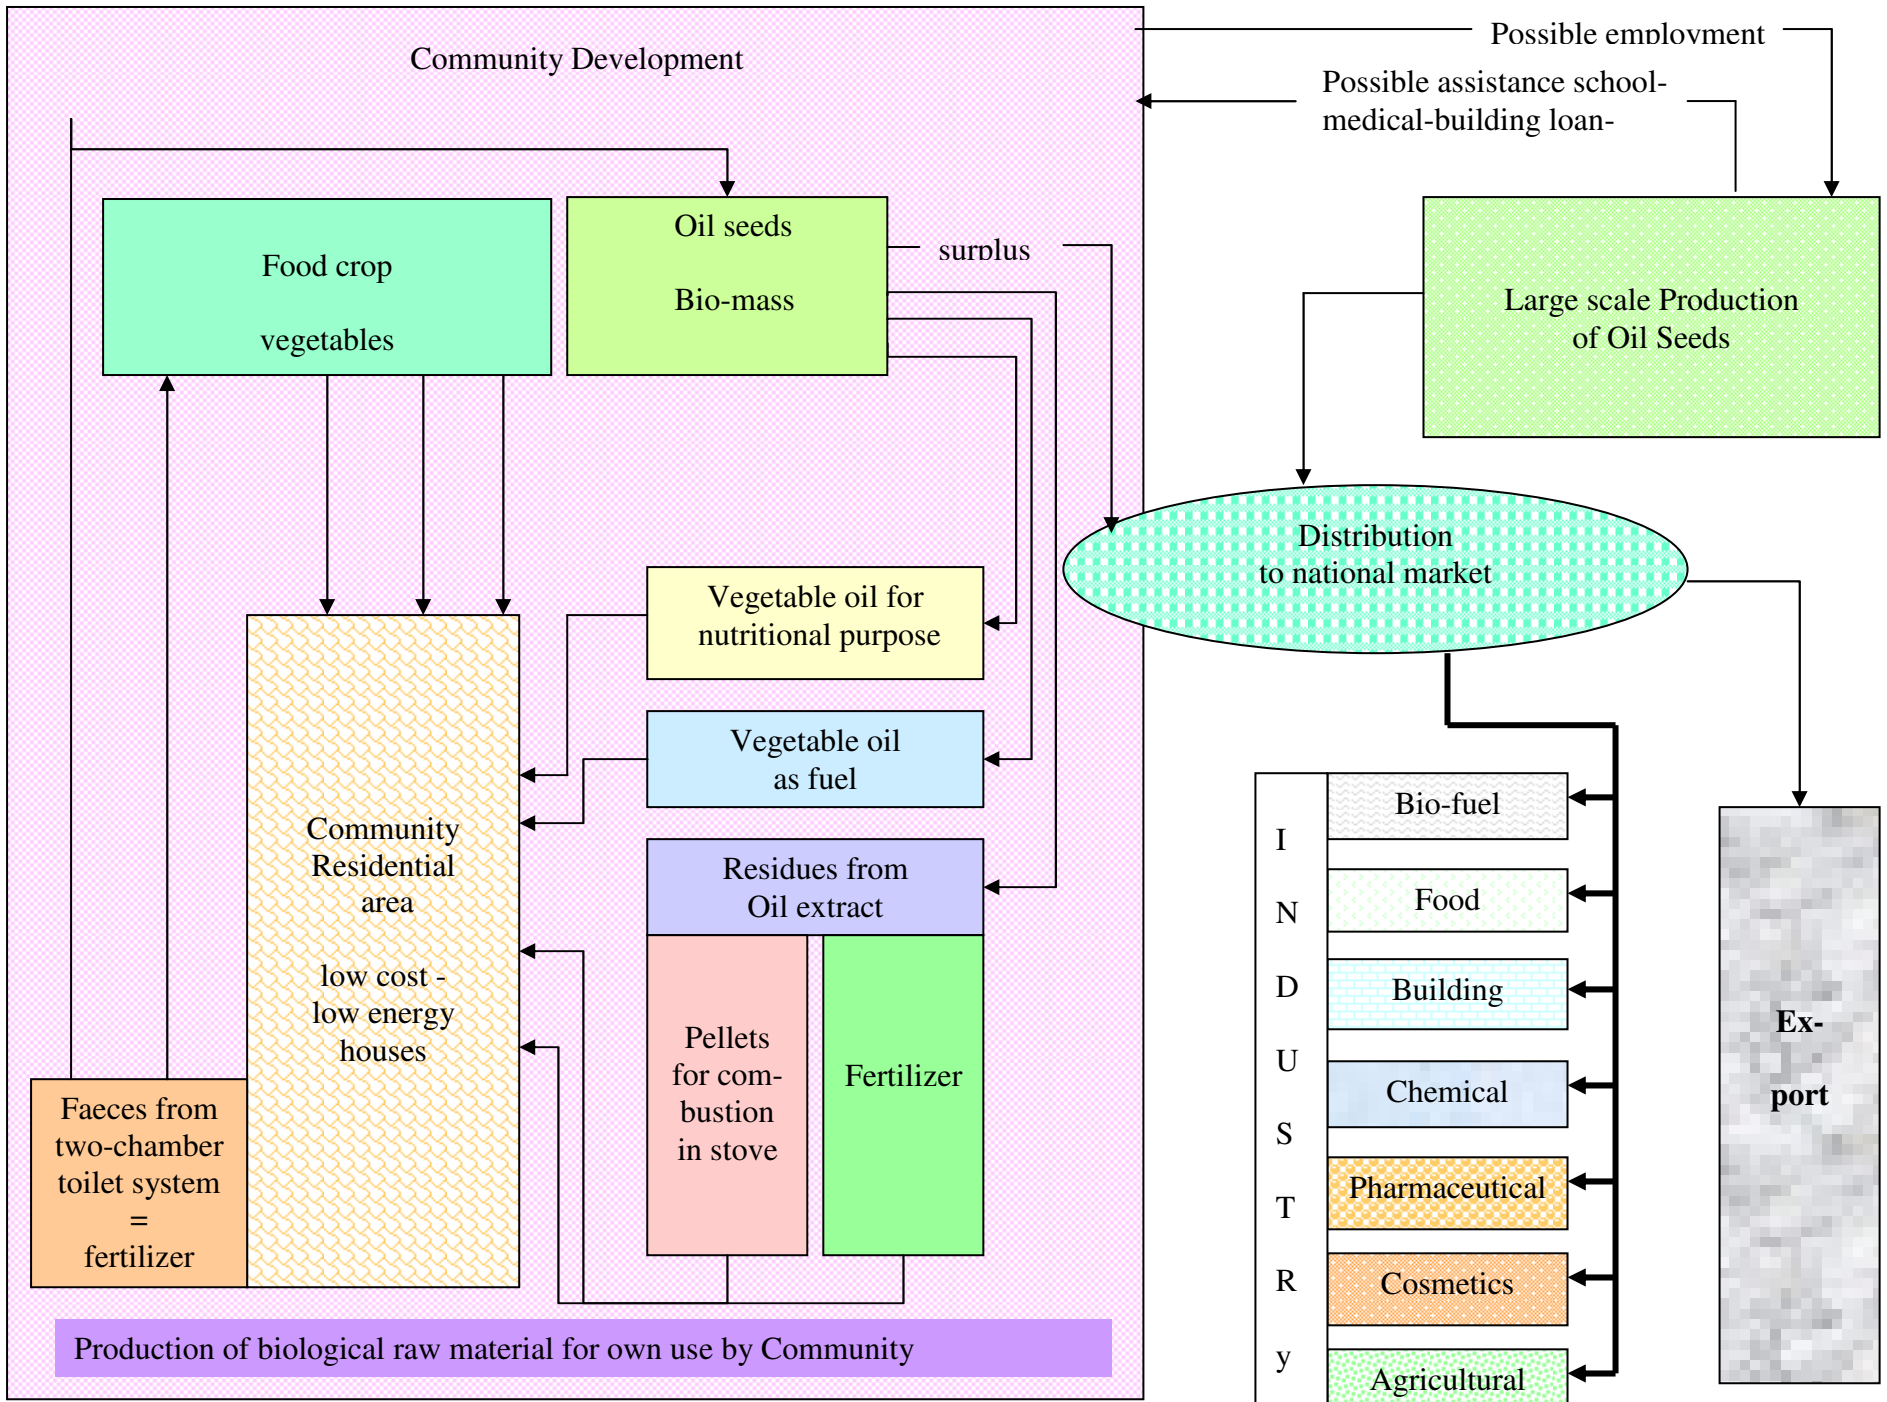 Community Development
Possible employment
Possible assistance school-
medical-building loan-
Food crop
vegetables
Oil seeds
Bio-mass
surplus
Large scale Production
of Oil Seeds
Distribution
to national market
Vegetable oil for
nutritional purpose
Vegetable oil
as fuel
Residues from
Oil extract
Pellets
for com-
bustion
in stove
Fertilizer
Community
Residential
area
low cost -
low energy
houses
Faeces from
two-chamber
toilet system
=
fertilizer
Production of biological raw material for own use by Community
I
N
D
U
S
T
R
y
Bio-fuel
Food
Building
Chemical
Pharmaceutical
Cosmetics
Agricultural
Ex-
port